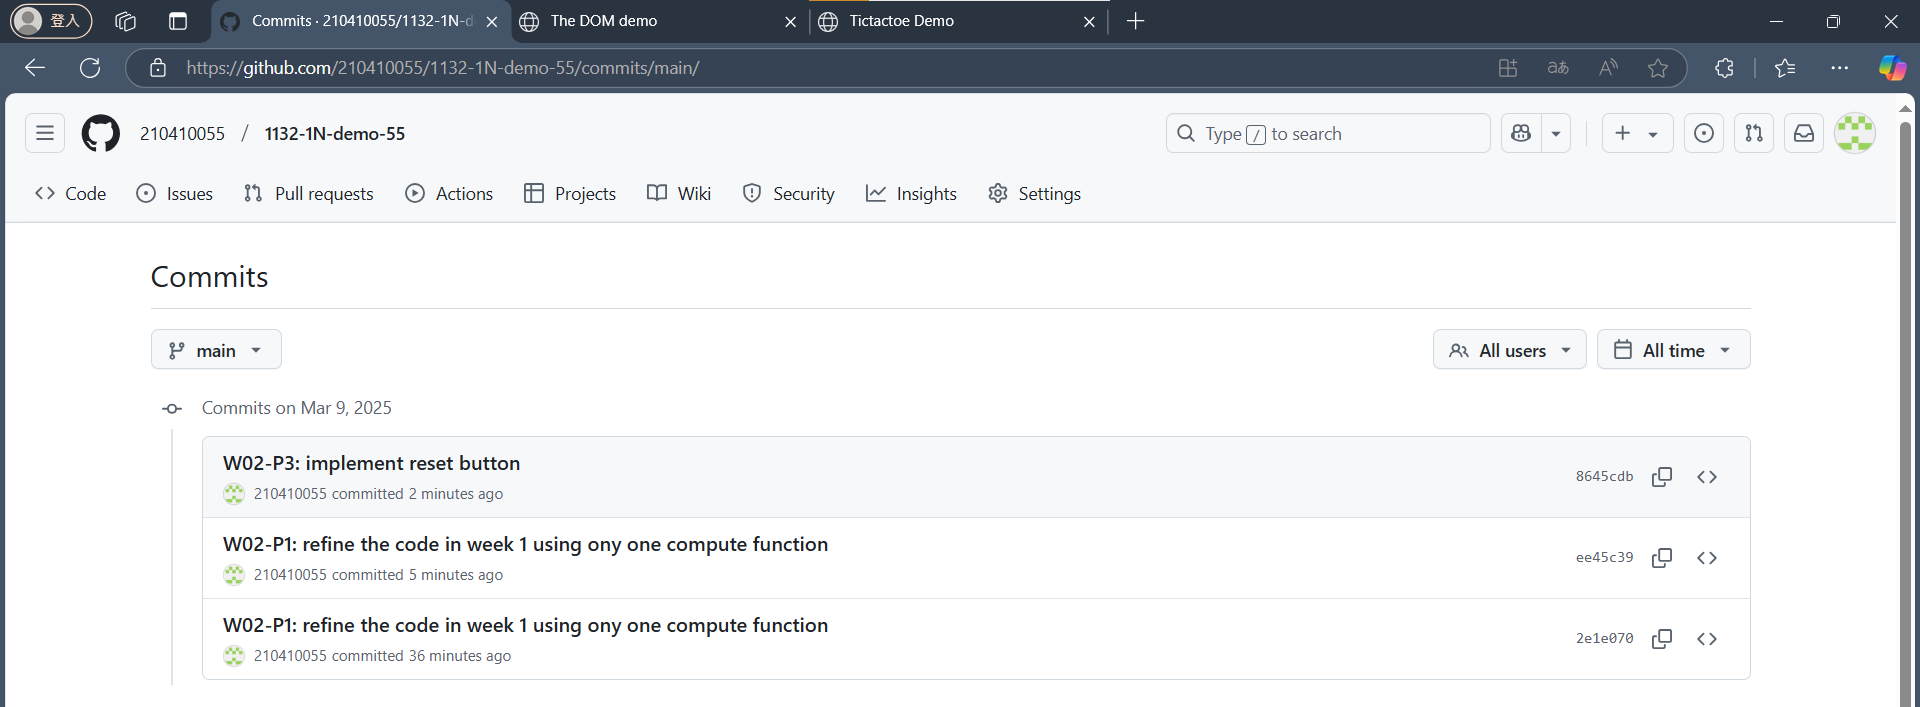 登入
Commits · 210410055/1132-1N-d
The DOM demo
Tictactoe Demo
https://github.com/210410055/1132-1N-demo-55/commits/main/
aあ
210410055 / 1132-1N-demo-55
Type / to search
Code
Issues
Pull requests
Actions
Projects
Wiki
Security
Insights
Settings
Commits
main
All users
All time
Commits on Mar 9, 2025
W02-P3: implement reset button
210410055 committed 2 minutes ago
8645cdb
W02-P1: refine the code in week 1 using ony one compute function
210410055 committed 5 minutes ago
ee45c39
W02-P1: refine the code in week 1 using ony one compute function
210410055 committed 36 minutes ago
2e1e070